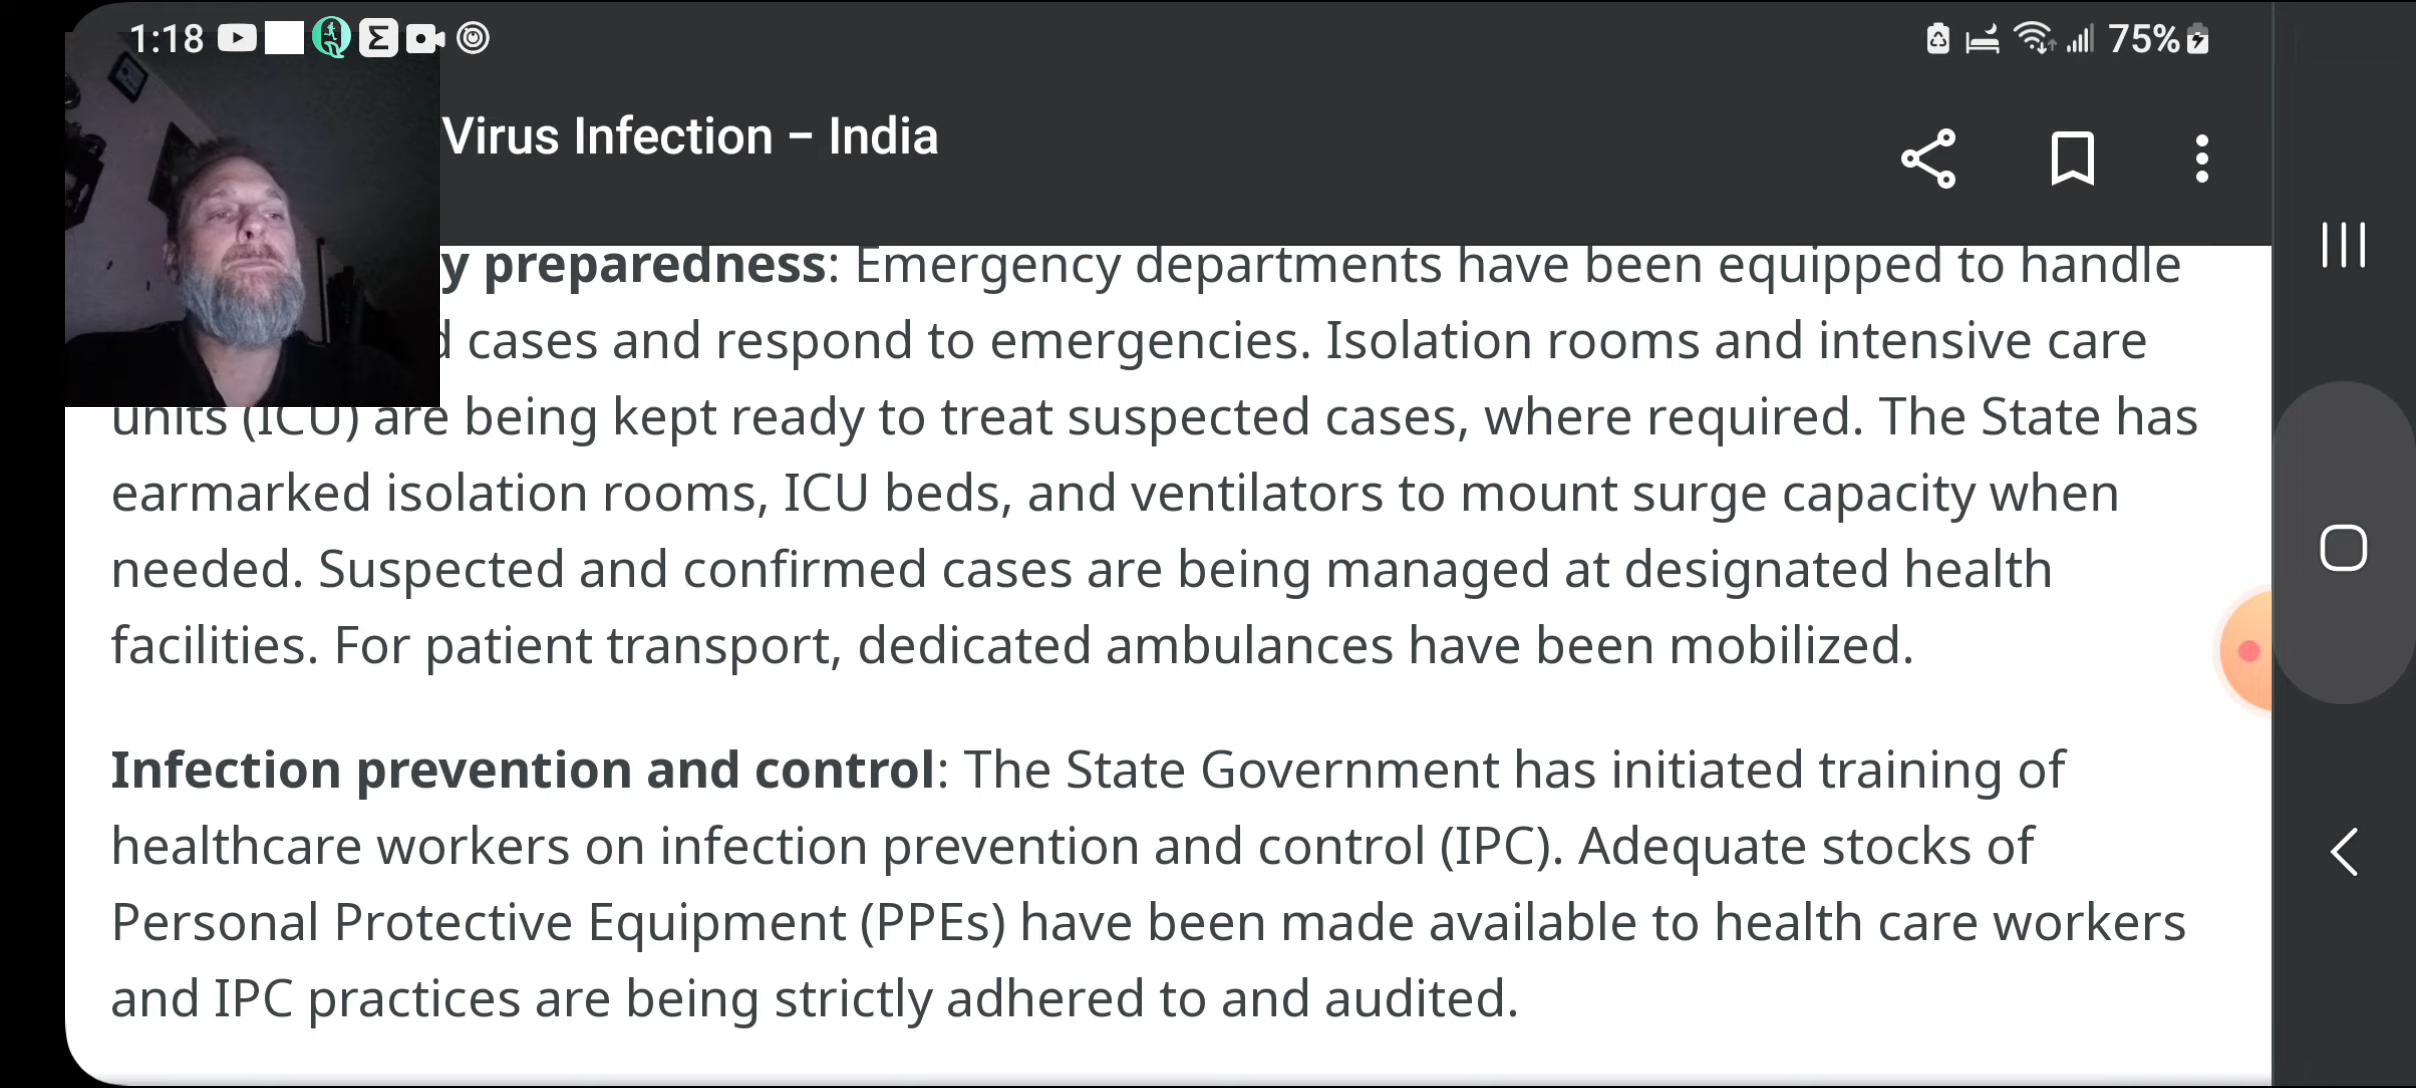 1:18
75%
Virus Infection – India
y preparedness: Emergency departments have been equipped to handle
d cases and respond to emergencies. Isolation rooms and intensive care
units (ICU) are being kept ready to treat suspected cases, where required. The State has
earmarked isolation rooms, ICU beds, and ventilators to mount surge capacity when
needed. Suspected and confirmed cases are being managed at designated health
facilities. For patient transport, dedicated ambulances have been mobilized.
Infection prevention and control: The State Government has initiated training of
healthcare workers on infection prevention and control (IPC). Adequate stocks of
Personal Protective Equipment (PPEs) have been made available to health care workers
and IPC practices are being strictly adhered to and audited.